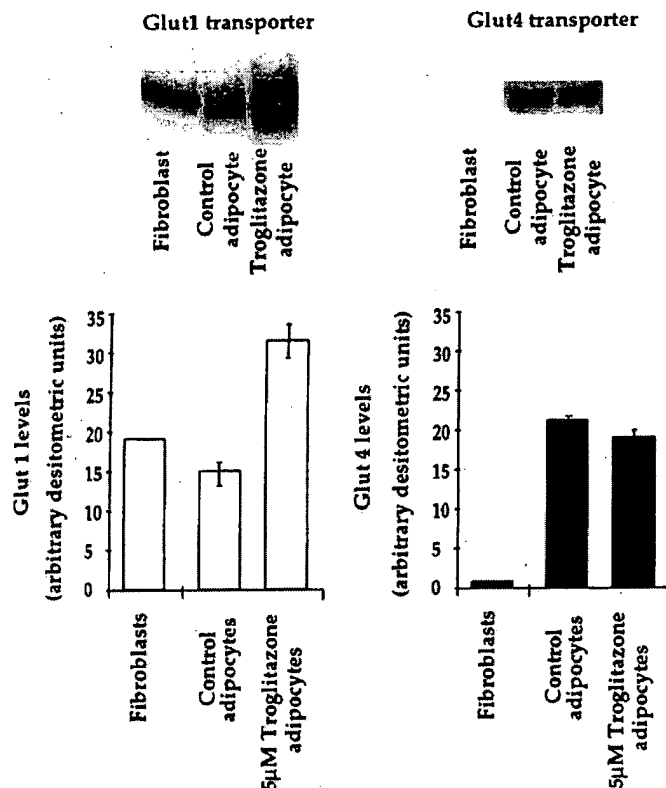 Glut1 transporter
Glut4 transporter
Fibroblast
Control
adipocyte
Troglitazone
adipocyte
Fibroblast
Control
adipocyte
Troglitazone
adipocyte
Glut 1 levels
(arbitrary desitometric units)
35
30
25
20
15
10
5
0
Fibroblasts
Control
adipocytes
5µM Troglitazone
adipocytes
Glut 4 levels
(arbitrary desitometric units)
35
30
25
20
15
10
5
0
Fibroblasts
Control
adipocytes
5µM Troglitazone
adipocytes